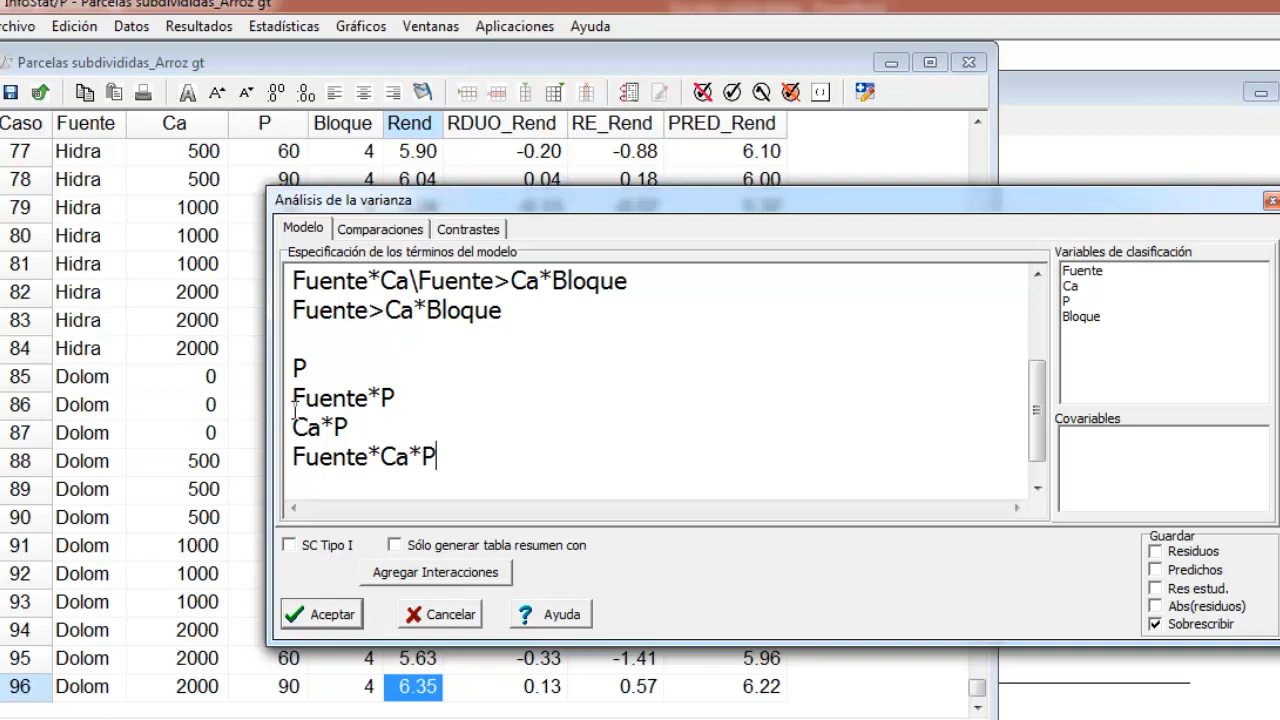 InfoStat/P - Parcelas subdivididas_Arroz gt
rchivo Edición Datos Resultados Estadísticas Gráficos Ventanas Aplicaciones Ayuda
Parcelas subdivididas_Arroz gt
Caso Fuente Ca P Bloque Rend RDUO_Rend RE_Rend PRED_Rend
77 Hidra 500 60 4 5.90 -0.20 -0.88 6.10
78 Hidra 500 90 4 6.04 0.04 0.18 6.00
79 Hidra 1000
80 Hidra 1000
81 Hidra 1000
82 Hidra 2000
83 Hidra 2000
84 Hidra 2000
85 Dolom 0
86 Dolom 0
87 Dolom 0
88 Dolom 500
89 Dolom 500
90 Dolom 500
91 Dolom 1000
92 Dolom 1000
93 Dolom 1000
94 Dolom 2000
95 Dolom 2000 60 4 5.63 -0.33 -1.41 5.96
96 Dolom 2000 90 4 6.35 0.13 0.57 6.22
Análisis de la varianza
Modelo Comparaciones Contrastes
Especificación de los términos del modelo
Fuente*Ca\Fuente>Ca*Bloque
Fuente>Ca*Bloque
P
Fuente*P
Ca*P
Fuente*Ca*P
Variables de clasificación
Fuente
Ca
P
Bloque
Covariables
SC Tipo I Sólo generar tabla resumen con
Agregar Interacciones
Aceptar Cancelar Ayuda
Guardar
Residuos
Predichos
Res estud.
Abs(residuos)
Sobrescribir